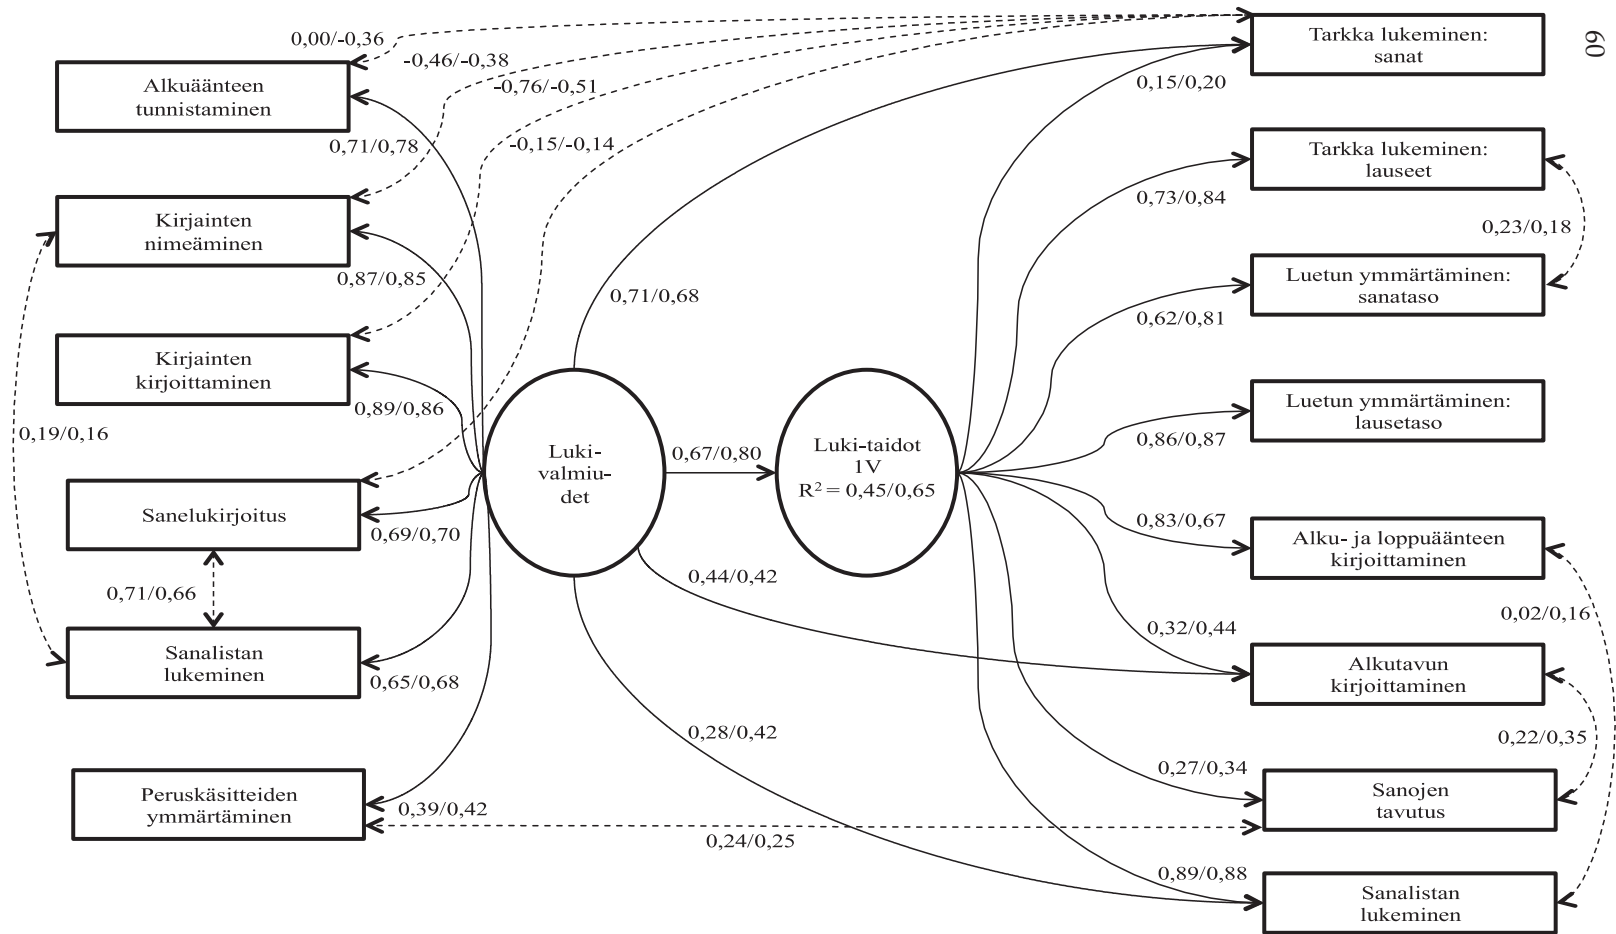 60
0,00/-0,36
-0,46/-0,38
-0,76/-0,51
-0,15/-0,14
Alkuäänteen
tunnistaminen
0,71/0,78
Kirjainten
nimeäminen
0,87/0,85
Kirjainten
kirjoittaminen
0,89/0,86
0,19/0,16
Sanelukirjoitus
0,69/0,70
0,71/0,66
Sanalistan
lukeminen
0,65/0,68
Peruskäsitteiden
ymmärtäminen
0,39/0,42
0,24/0,25
Luki-
valmiu-
det
0,71/0,68
0,67/0,80
0,44/0,42
0,28/0,42
Luki-taidot
1V
R² = 0,45/0,65
Tarkka lukeminen:
sanat
0,15/0,20
Tarkka lukeminen:
lauseet
0,73/0,84
0,23/0,18
Luetun ymmärtäminen:
sanataso
0,62/0,81
Luetun ymmärtäminen:
lausetaso
0,86/0,87
Alku- ja loppuäänteen
kirjoittaminen
0,83/0,67
0,02/0,16
Alkutavun
kirjoittaminen
0,32/0,44
0,22/0,35
Sanojen
tavutus
0,27/0,34
Sanalistan
lukeminen
0,89/0,88